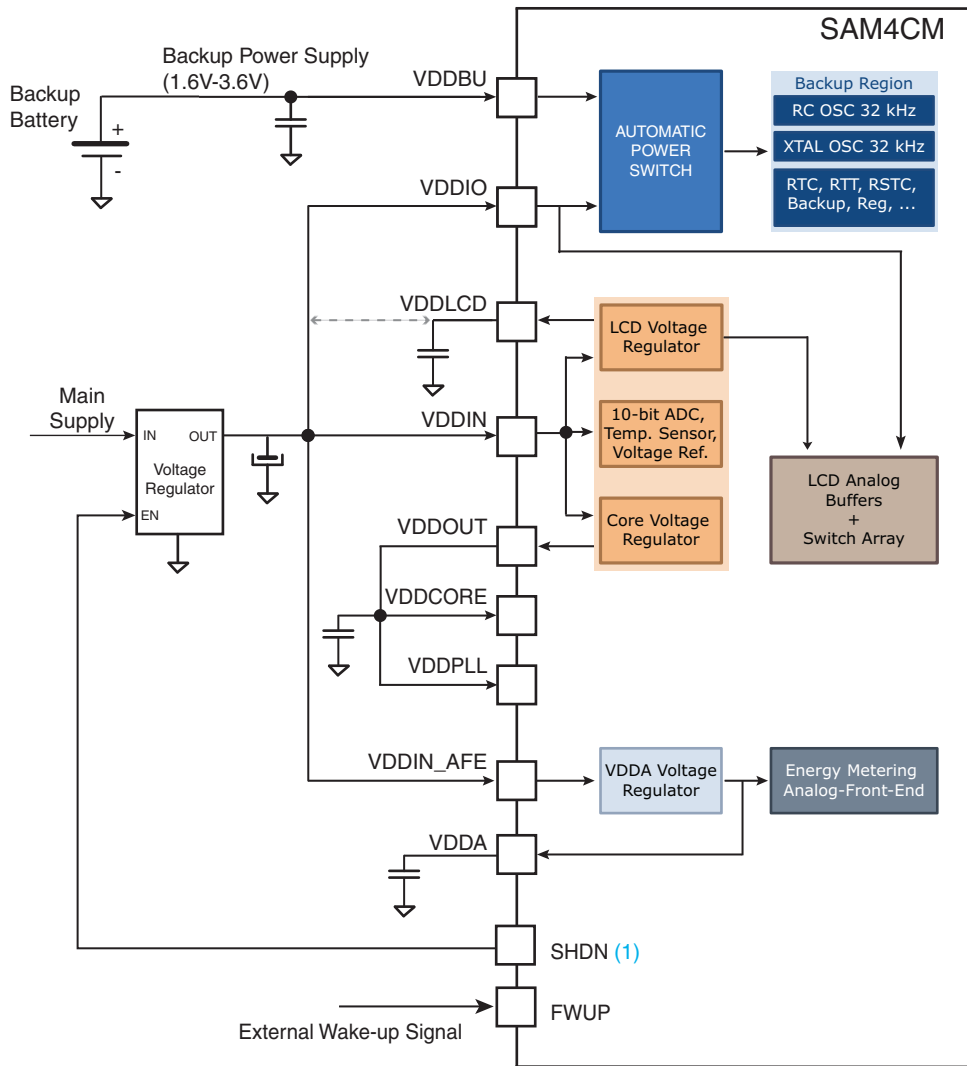 SAM4CM
Backup Power Supply
(1.6V-3.6V)
Backup
Battery
+
-
VDDBU
AUTOMATIC
POWER
SWITCH
Backup Region
RC OSC 32 kHz
XTAL OSC 32 kHz
RTC, RTT, RSTC,
Backup, Reg, ...
VDDIO
VDDLCD
LCD Voltage
Regulator
Main
Supply
IN
OUT
Voltage
Regulator
EN
VDDIN
10-bit ADC,
Temp. Sensor,
Voltage Ref.
LCD Analog
Buffers
+
Switch Array
VDDOUT
Core Voltage
Regulator
VDDCORE
VDDPLL
VDDIN_AFE
VDDA Voltage
Regulator
Energy Metering
Analog-Front-End
VDDA
SHDN (1)
FWUP
External Wake-up Signal